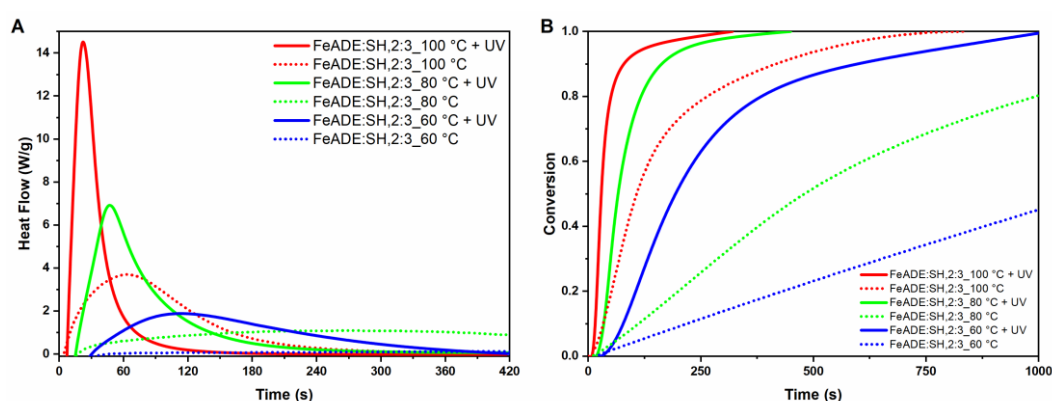 A
14
12
10
8
6
4
2
0
Heat Flow (W/g)
0 60 120 180 240 300 360 420
Time (s)
FeADE:SH,2:3_100 °C + UV
FeADE:SH,2:3_100 °C
FeADE:SH,2:3_80 °C + UV
FeADE:SH,2:3_80 °C
FeADE:SH,2:3_60 °C + UV
FeADE:SH,2:3_60 °C
B
1.0
0.8
0.6
0.4
0.2
0.0
Conversion
0 250 500 750 1000
Time (s)
FeADE:SH,2:3_100 °C + UV
FeADE:SH,2:3_100 °C
FeADE:SH,2:3_80 °C + UV
FeADE:SH,2:3_80 °C
FeADE:SH,2:3_60 °C + UV
FeADE:SH,2:3_60 °C